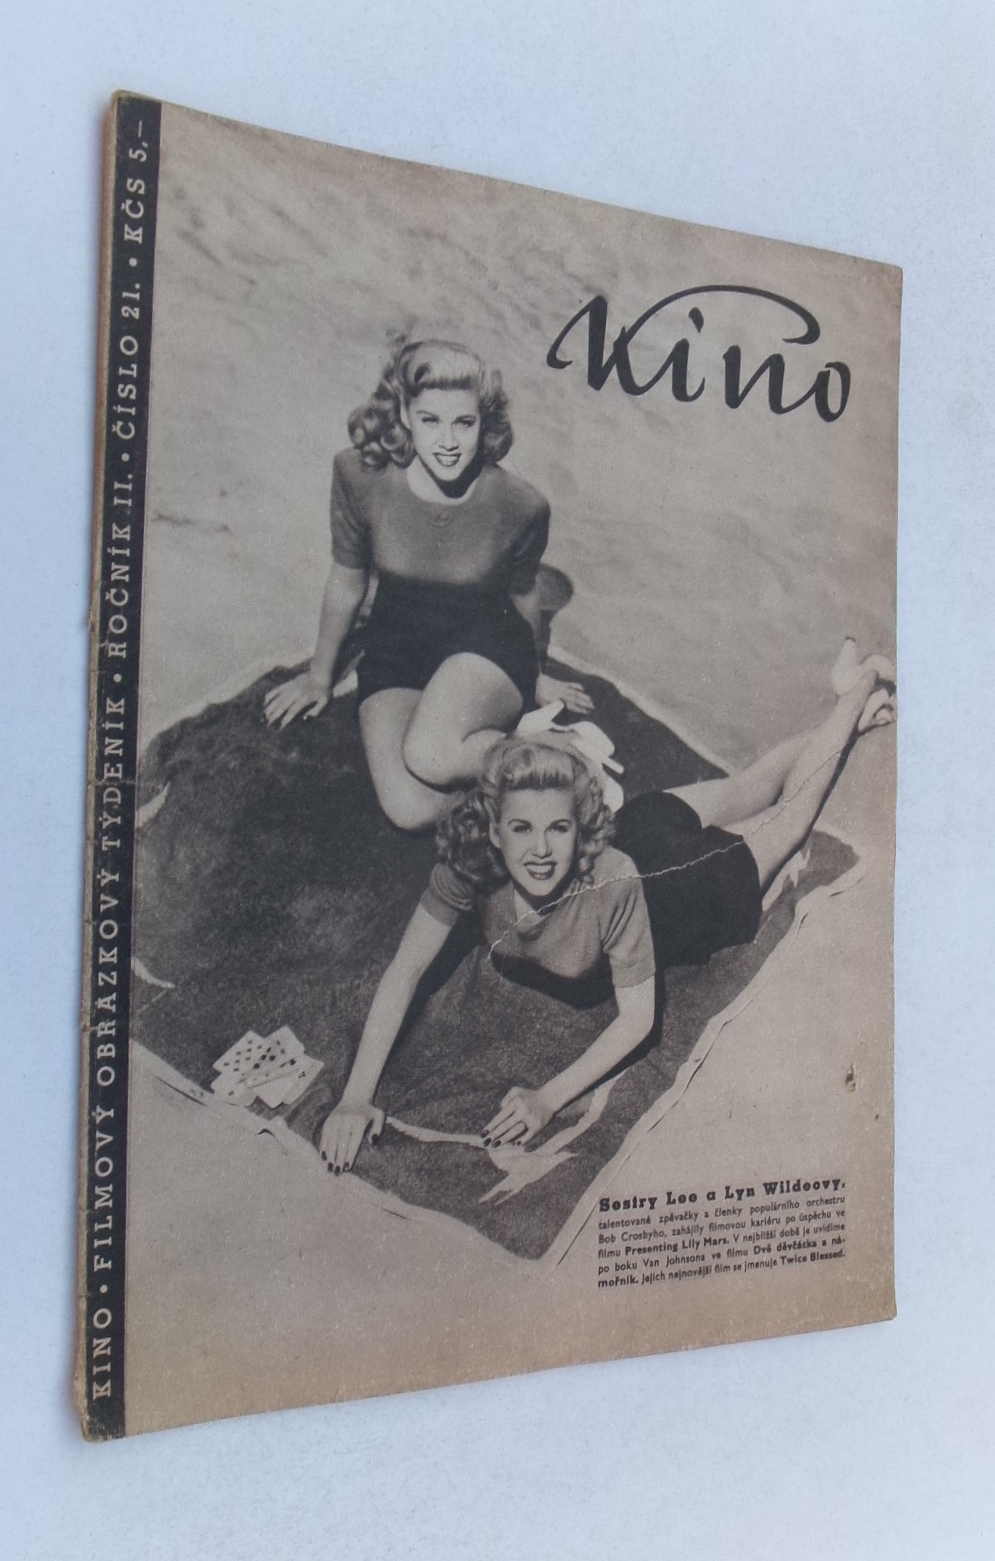 KINO • FILMOVÝ OBRÁZKOVÝ TÝDENÍK • ROČNÍK II. • ČÍSLO 21. • KČS 5,—
Kino
Sestry Lee a Lyn Wildeovy,
talentované zpěvačky a členky populárního orchestru
Bob Crosbyho, zahájily filmovou kariéru po úspěchu ve
filmu Presenting Lily Mars. V nejbližší době je uvidíme
po boku Van Johnsona ve filmu Dvě děvčátka a ná-
mořník. Jejich nejnovější film se jmenuje Twice Blessed.